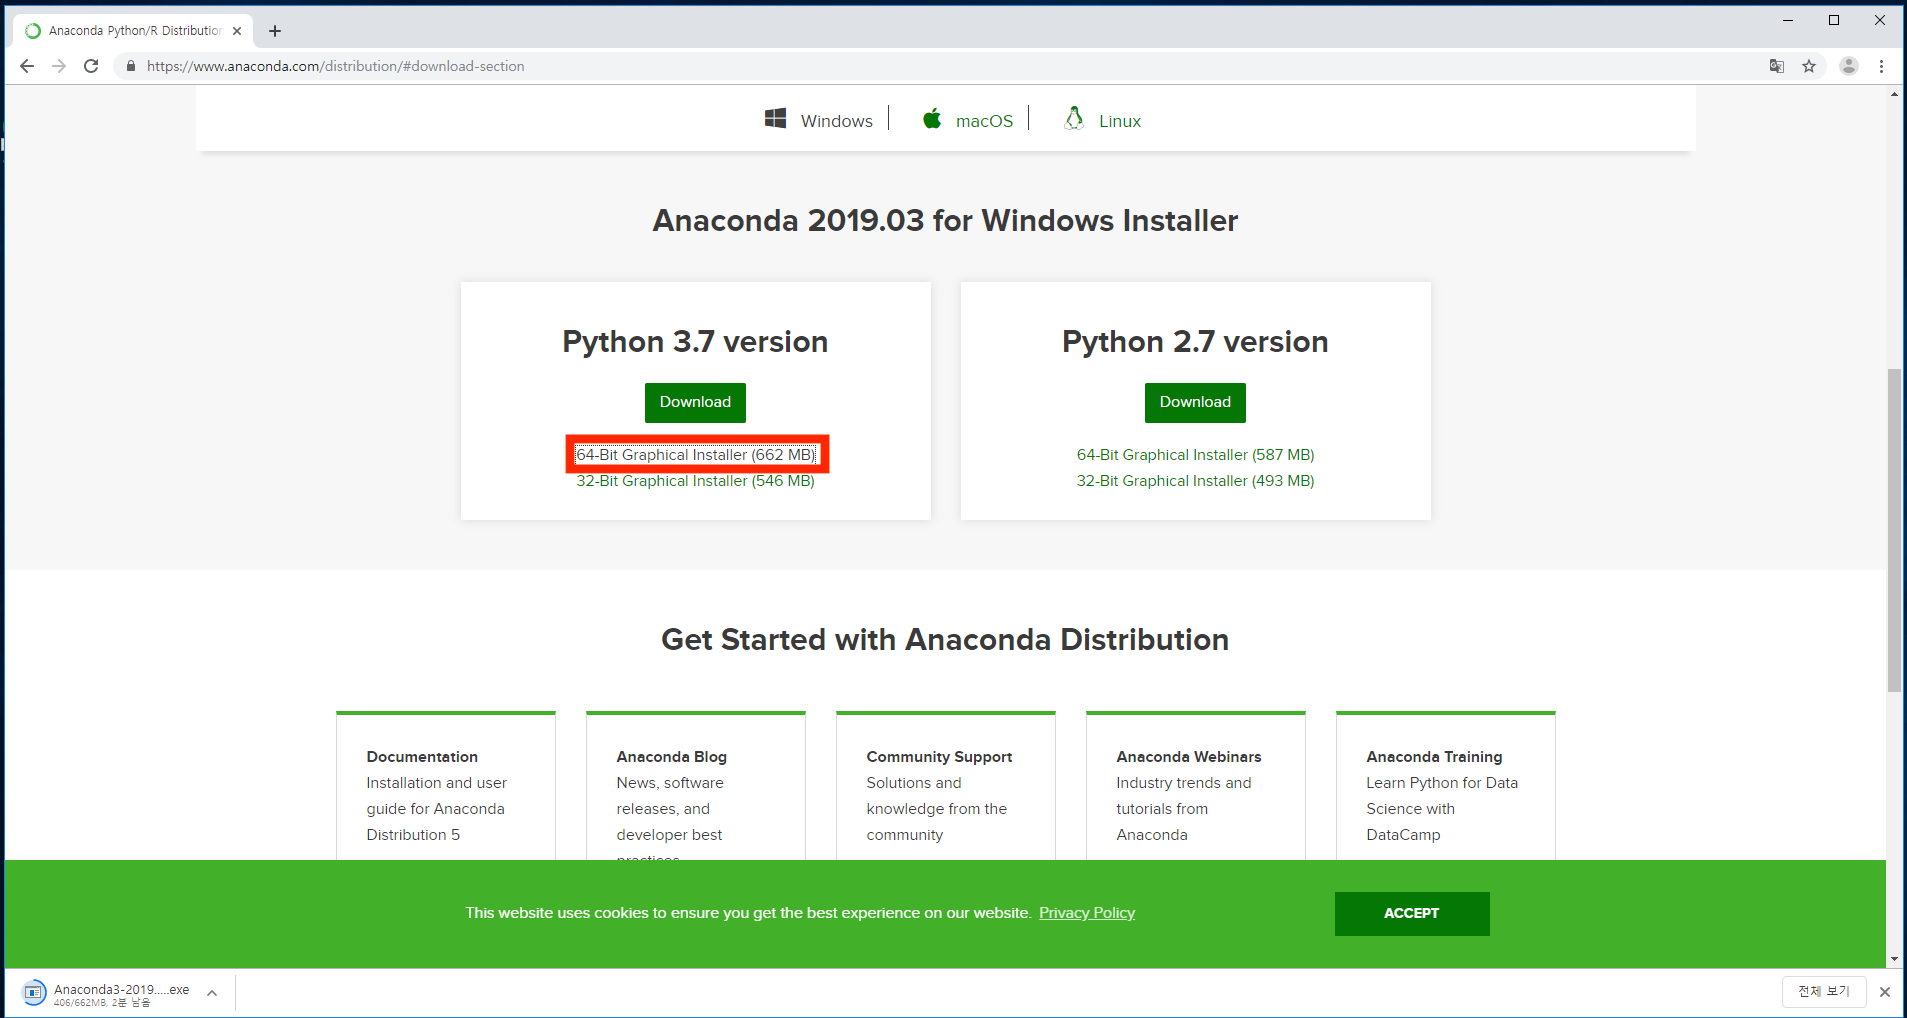 Anaconda Python/R Distribution
https://www.anaconda.com/distribution/#download-section
Windows
macOS
Linux
Anaconda 2019.03 for Windows Installer
Python 3.7 version
Download
64-Bit Graphical Installer (662 MB)
32-Bit Graphical Installer (546 MB)
Python 2.7 version
Download
64-Bit Graphical Installer (587 MB)
32-Bit Graphical Installer (493 MB)
Get Started with Anaconda Distribution
Documentation
Installation and user
guide for Anaconda
Distribution 5
Anaconda Blog
News, software
releases, and
developer best
practices
Community Support
Solutions and
knowledge from the
community
Anaconda Webinars
Industry trends and
tutorials from
Anaconda
Anaconda Training
Learn Python for Data
Science with
DataCamp
This website uses cookies to ensure you get the best experience on our website. Privacy Policy
ACCEPT
Anaconda3-2019.....exe
406/662MB, 2분 남음
전체 보기